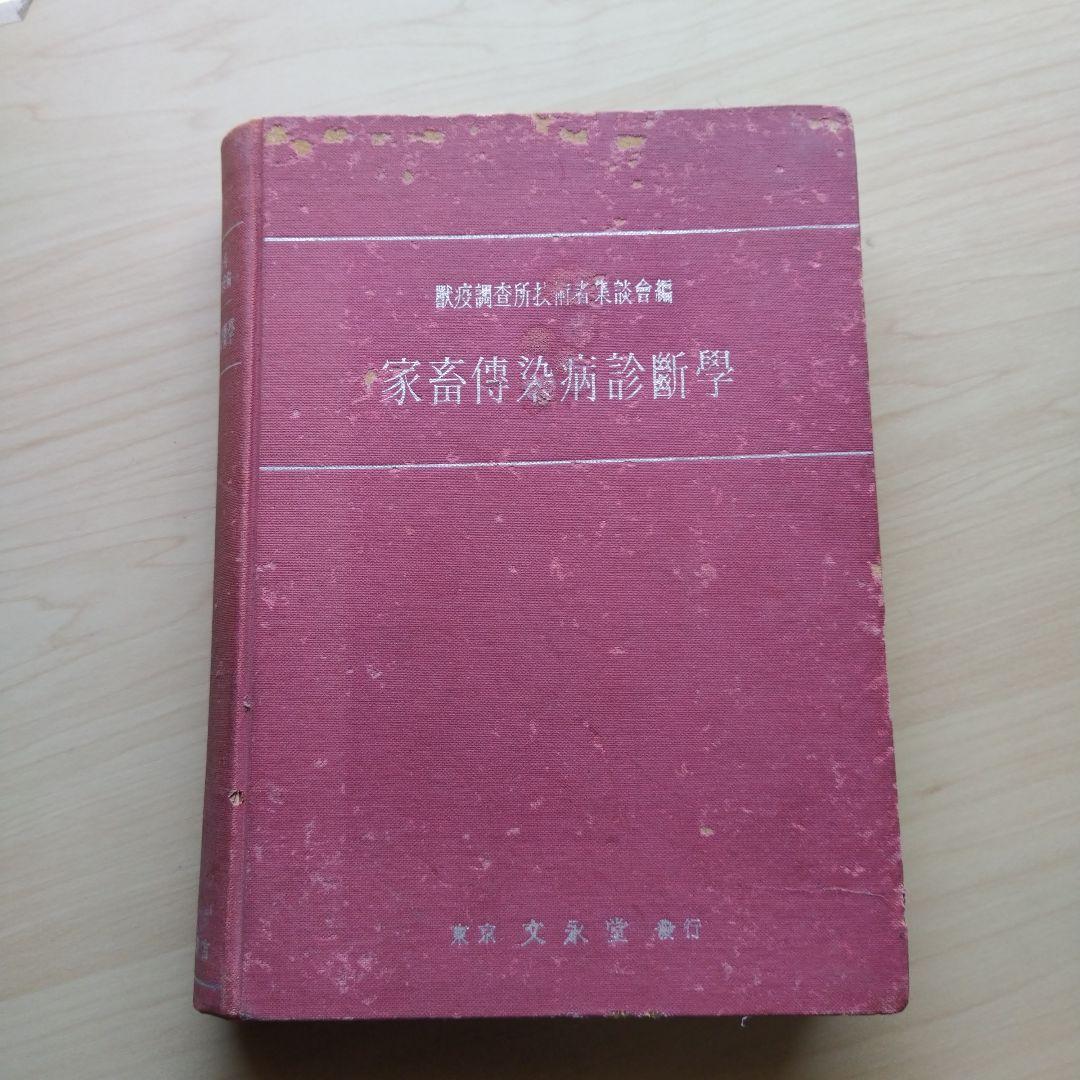 獸疫調査所技術者集談會編
家畜傳染病診斷學
東京 文永堂 發行